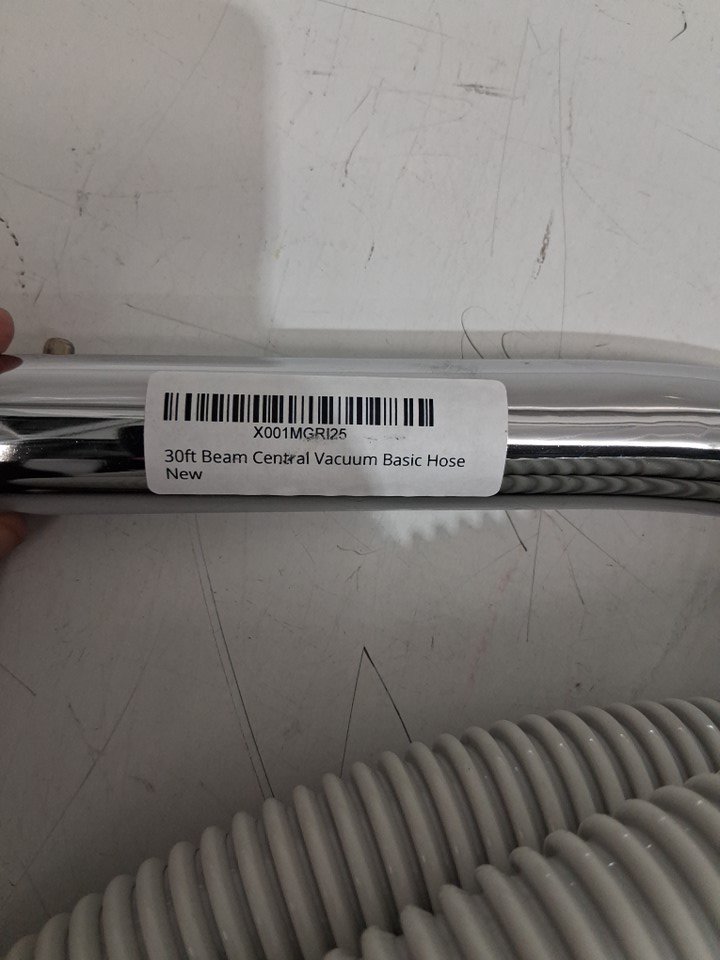 X001MGRI25
30ft Beam Central Vacuum Basic Hose
New